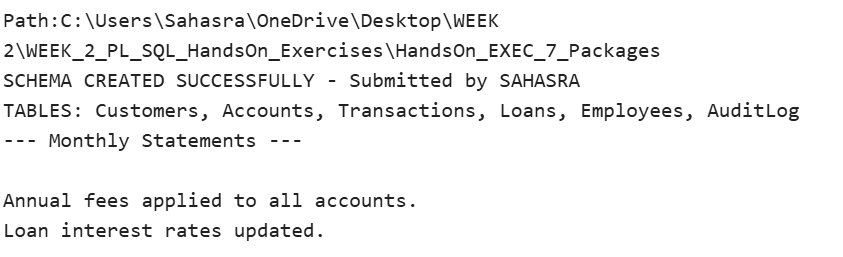 Path:C:\Users\Sahasra\OneDrive\Desktop\WEEK
2\WEEK_2_PL_SQL_HandsOn_Exercises\HandsOn_EXEC_7_Packages
SCHEMA CREATED SUCCESSFULLY - Submitted by SAHASRA
TABLES: Customers, Accounts, Transactions, Loans, Employees, AuditLog
--- Monthly Statements ---
Annual fees applied to all accounts.
Loan interest rates updated.